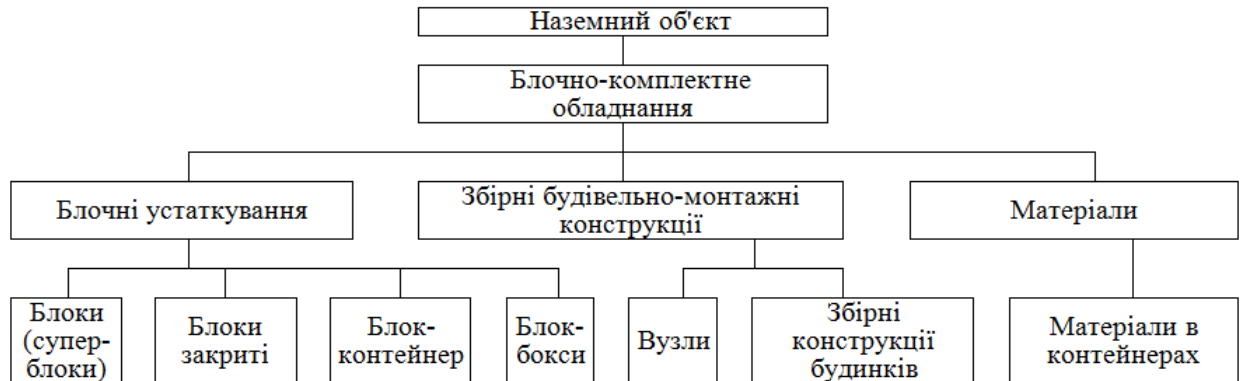 Наземний об'єкт
Блочно-комплектне
обладнання
Блочні устаткування
Збірні будівельно-монтажні
конструкції
Матеріали
Блоки
(супер-
блоки)
Блоки
закриті
Блок-
контейнер
Блок-
бокси
Вузли
Збірні
конструкції
будинків
Матеріали в
контейнерах